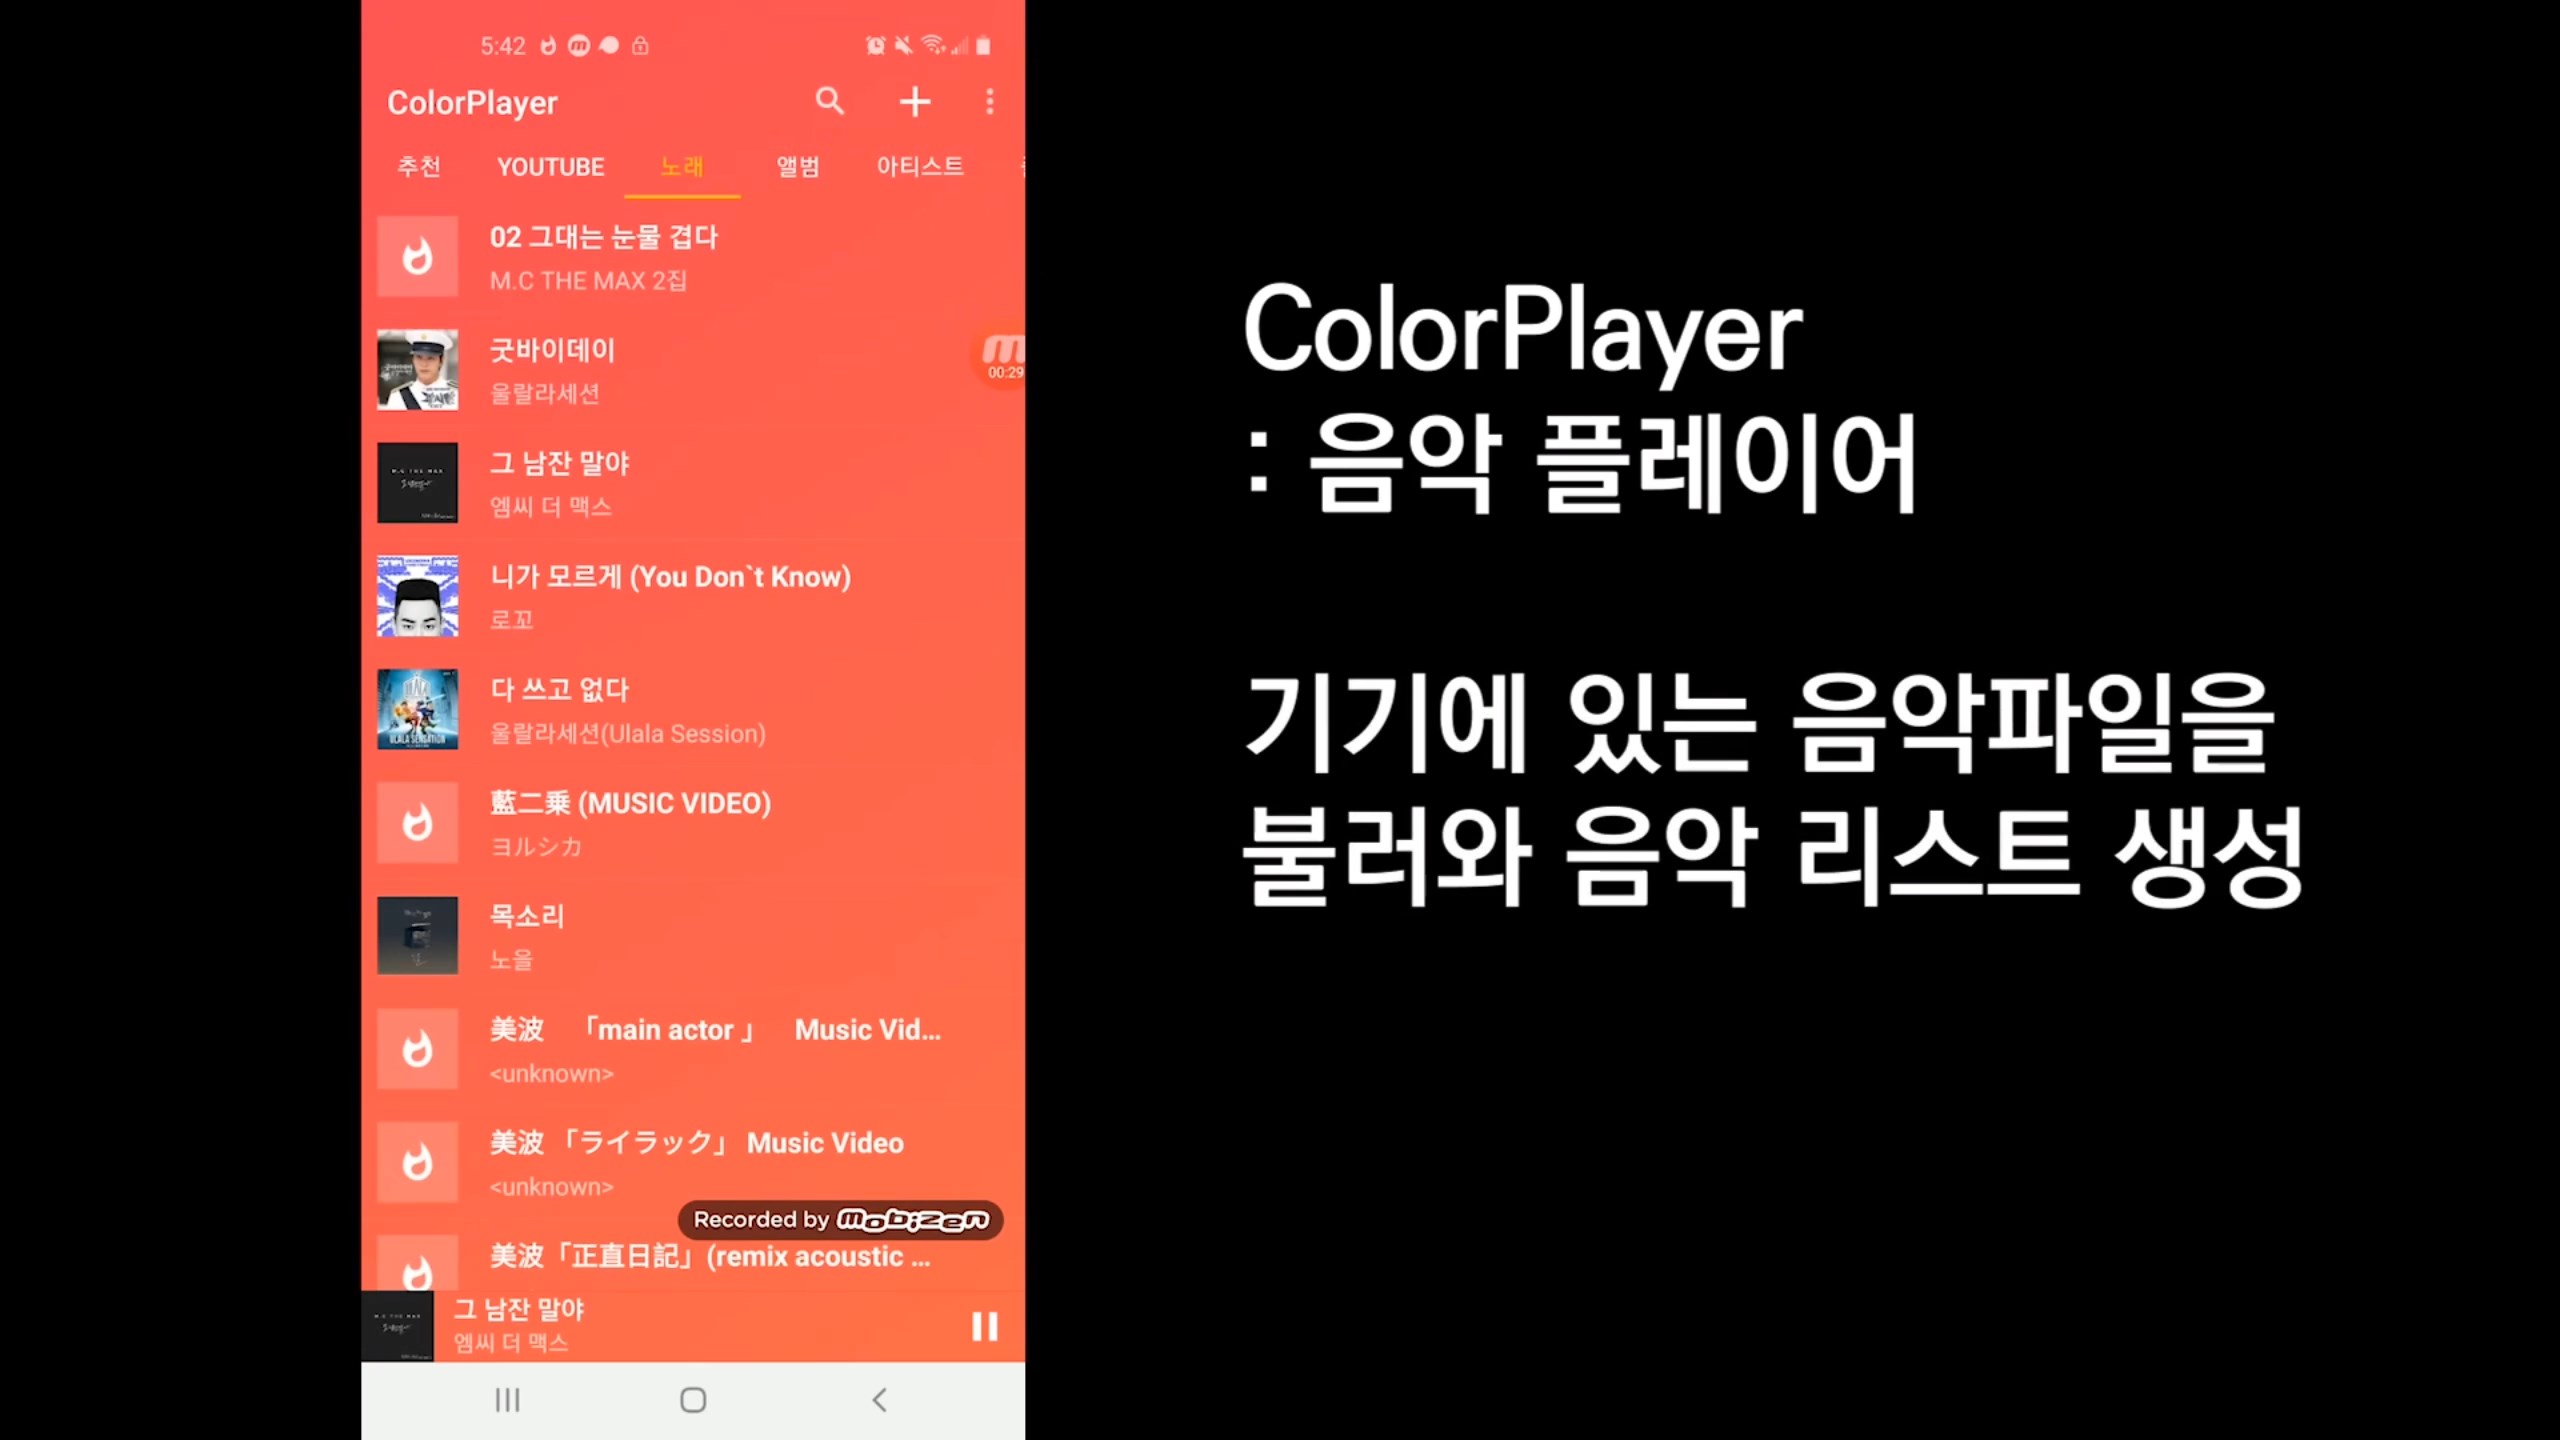 5:42
ColorPlayer
추천 YOUTUBE 노래 앨범 아티스트
02 그대는 눈물 겹다
M.C THE MAX 2집
굿바이데이
울랄라세션
00:29
그 남잔 말야
엠씨 더 맥스
니가 모르게 (You Don`t Know)
로꼬
다 쓰고 없다
울랄라세션(Ulala Session)
藍二乗 (MUSIC VIDEO)
ヨルシカ
목소리
노을
美波 「main actor 」 Music Vid...
<unknown>
美波 「ライラック」 Music Video
<unknown>
Recorded by mobizen
美波「正直日記」(remix acoustic ...
그 남잔 말야
엠씨 더 맥스
ColorPlayer
: 음악 플레이어
기기에 있는 음악파일을
불러와 음악 리스트 생성